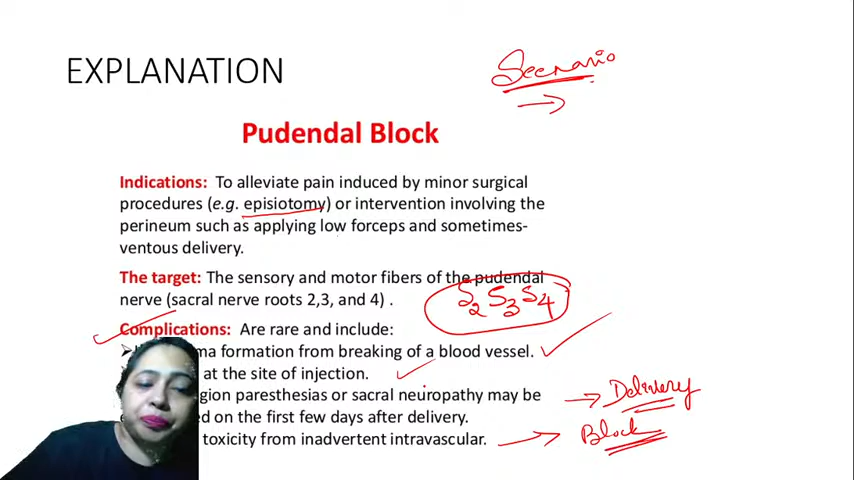 EXPLANATION
Scenario
Pudendal Block
Indications: To alleviate pain induced by minor surgical
procedures (e.g. episiotomy) or intervention involving the
perineum such as applying low forceps and sometimes-
ventous delivery.
The target: The sensory and motor fibers of the pudendal
nerve (sacral nerve roots 2,3, and 4) .
S2 S3 S4
Complications: Are rare and include:
ma formation from breaking of a blood vessel.
at the site of injection.
gion paresthesias or sacral neuropathy may be
ed on the first few days after delivery.
toxicity from inadvertent intravascular.
Delivery
Block